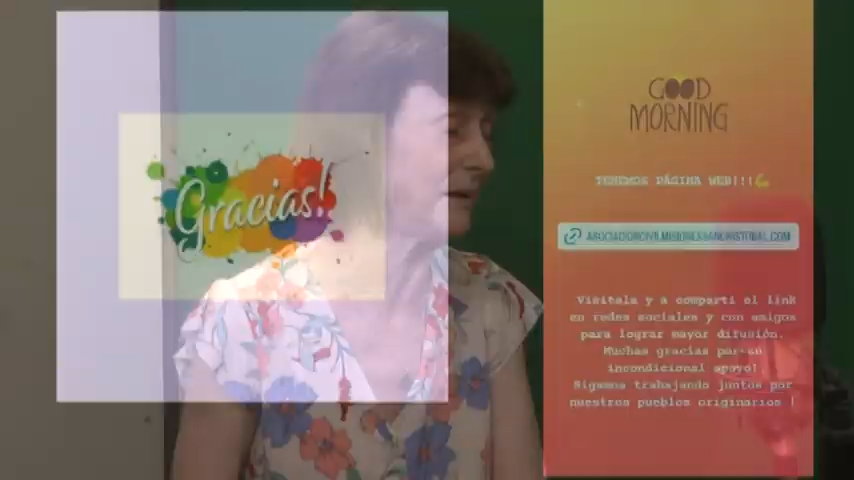 Gracias!
GOOD
MORNING
TENEMOS PÁGINA WEB!!!💪
Visitala y a compartí el link
en redes sociales y con amigos
para lograr mayor difusión.
Muchas gracias por su
incondicional apoyo!
Sigamos trabajando juntos por
nuestros pueblos originarios !